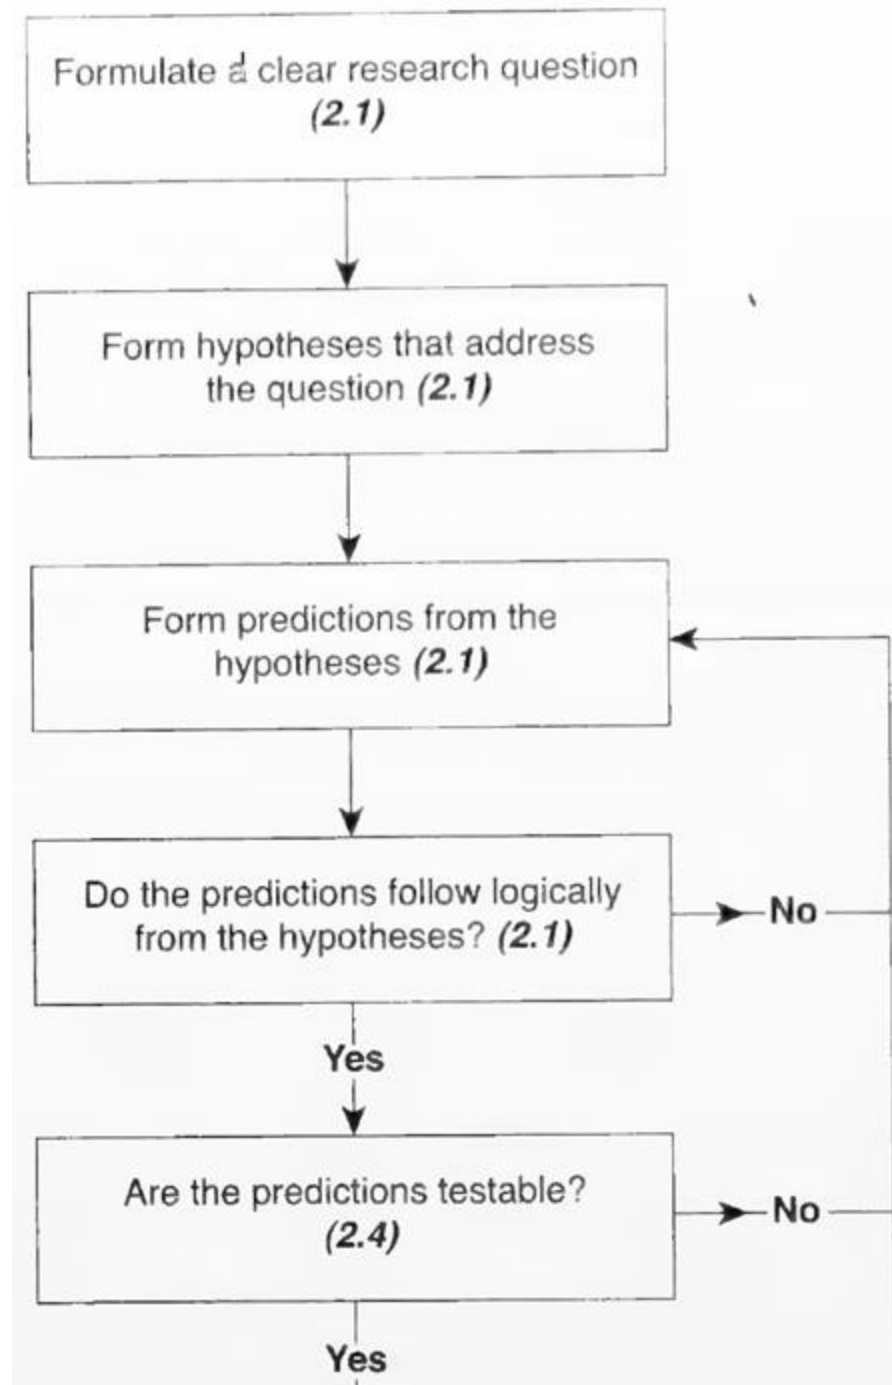 Formulate a clear research question
(2.1)
Form hypotheses that address
the question (2.1)
Form predictions from the
hypotheses (2.1)
Do the predictions follow logically
from the hypotheses? (2.1)
No
Yes
Are the predictions testable?
(2.4)
No
Yes